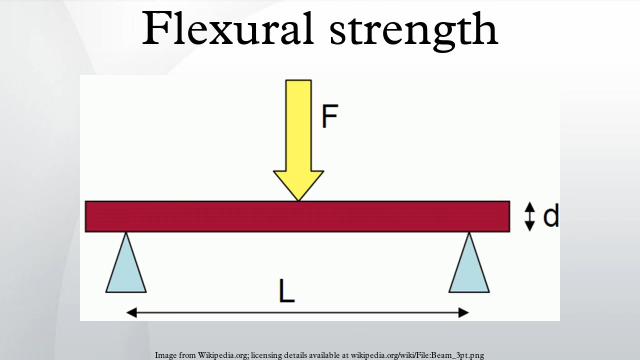 Flexural strength
F
d
L
Image from Wikipedia.org; licensing details available at wikipedia.org/wiki/File:Beam_3pt.png